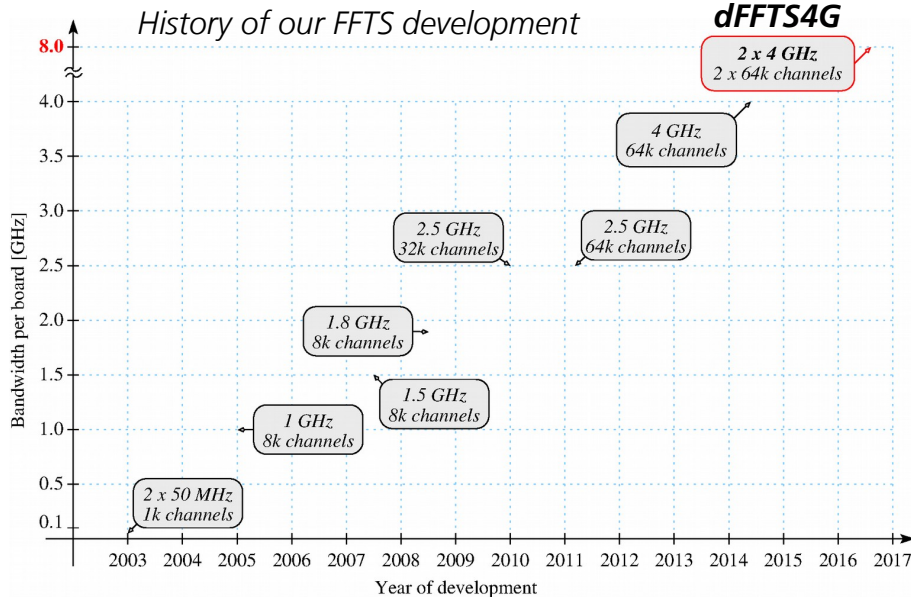 History of our FFTS development
dFFTS4G
8.0
2 x 4 GHz
2 x 64k channels
4.0
4 GHz
64k channels
3.5
3.0
2.5 GHz
32k channels
2.5 GHz
64k channels
2.5
2.0
1.8 GHz
8k channels
1.5
1.5 GHz
8k channels
1.0
1 GHz
8k channels
0.5
2 x 50 MHz
1k channels
0.1
Bandwidth per board [GHz]
2003 2004 2005 2006 2007 2008 2009 2010 2011 2012 2013 2014 2015 2016 2017
Year of development